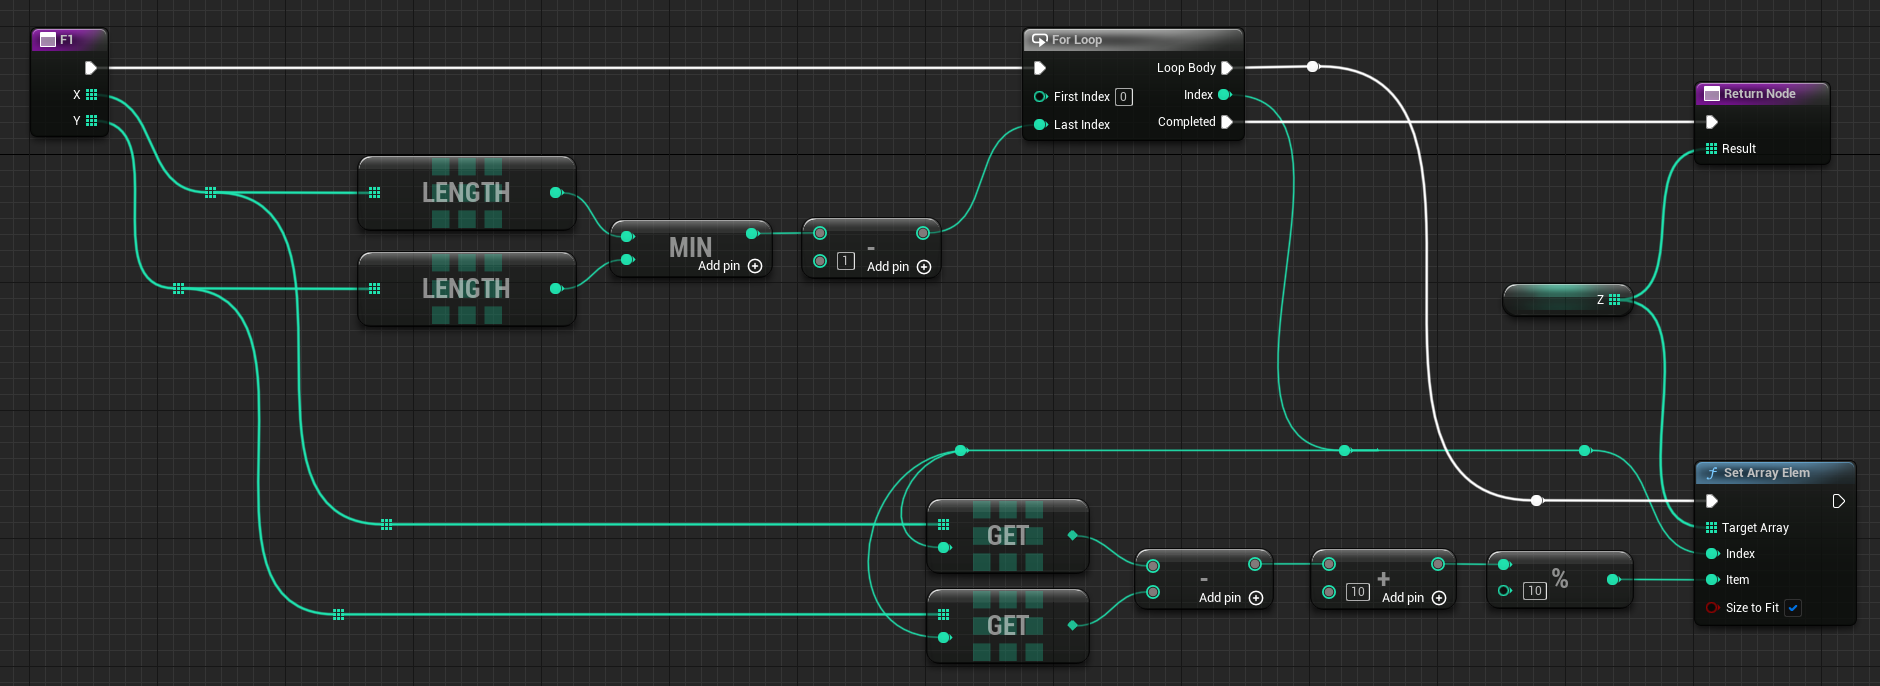 F1
X
Y
LENGTH
LENGTH
MIN
Add pin
-
1
Add pin
For Loop
Loop Body
First Index 0
Index
Last Index
Completed
Return Node
Result
Z
GET
GET
-
Add pin
+
10
Add pin
%
10
Set Array Elem
Target Array
Index
Item
Size to Fit